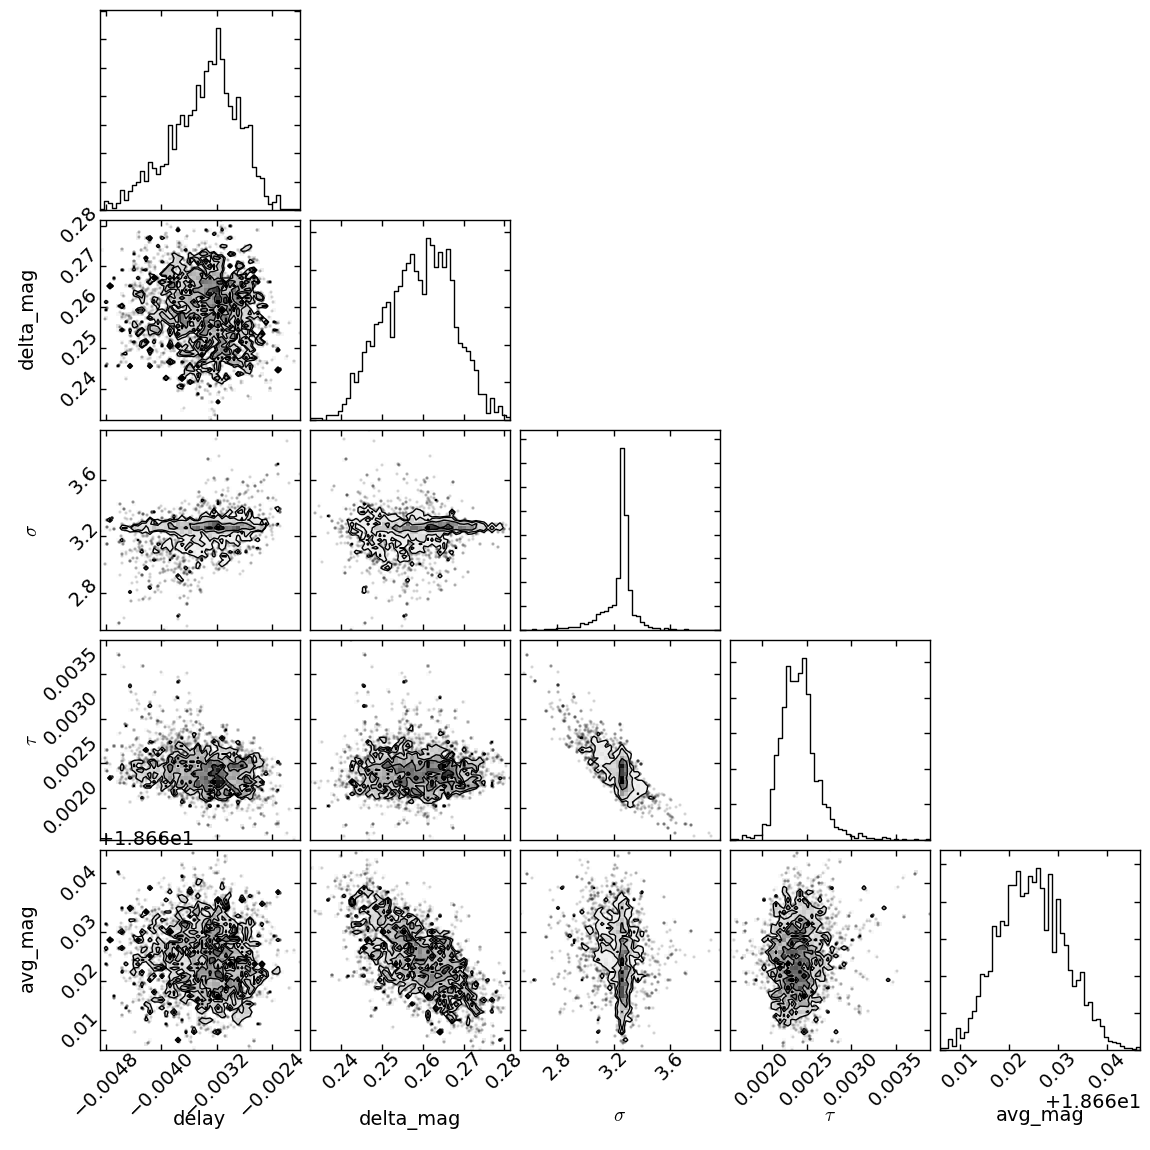 0.28
0.27
0.26
0.25
0.24
delta_mag
3.6
3.2
2.8
σ
0.0035
0.0030
0.0025
0.0020
τ
+1.866e1
0.04
0.03
0.02
0.01
avg_mag
−0.0048 −0.0040 −0.0032 −0.0024
delay
0.24 0.25 0.26 0.27 0.28
delta_mag
2.8 3.2 3.6
σ
0.0020 0.0025 0.0030 0.0035
τ
0.01 0.02 0.03 0.04
+1.866e1
avg_mag